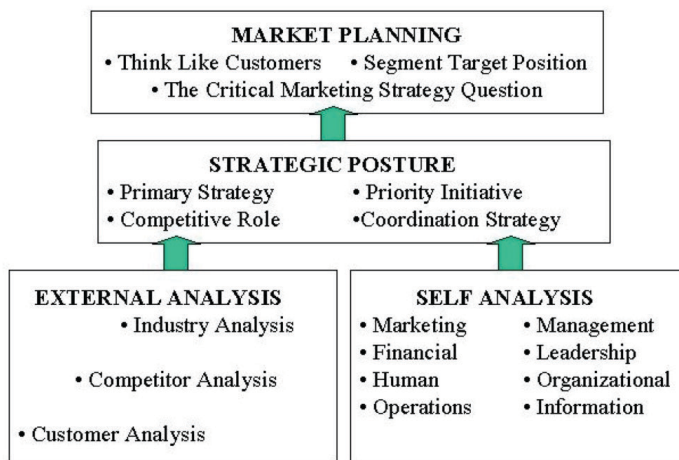 MARKET PLANNING
• Think Like Customers • Segment Target Position
• The Critical Marketing Strategy Question
STRATEGIC POSTURE
• Primary Strategy • Priority Initiative
• Competitive Role •Coordination Strategy
EXTERNAL ANALYSIS
• Industry Analysis
• Competitor Analysis
• Customer Analysis
SELF ANALYSIS
• Marketing • Management
• Financial • Leadership
• Human • Organizational
• Operations • Information